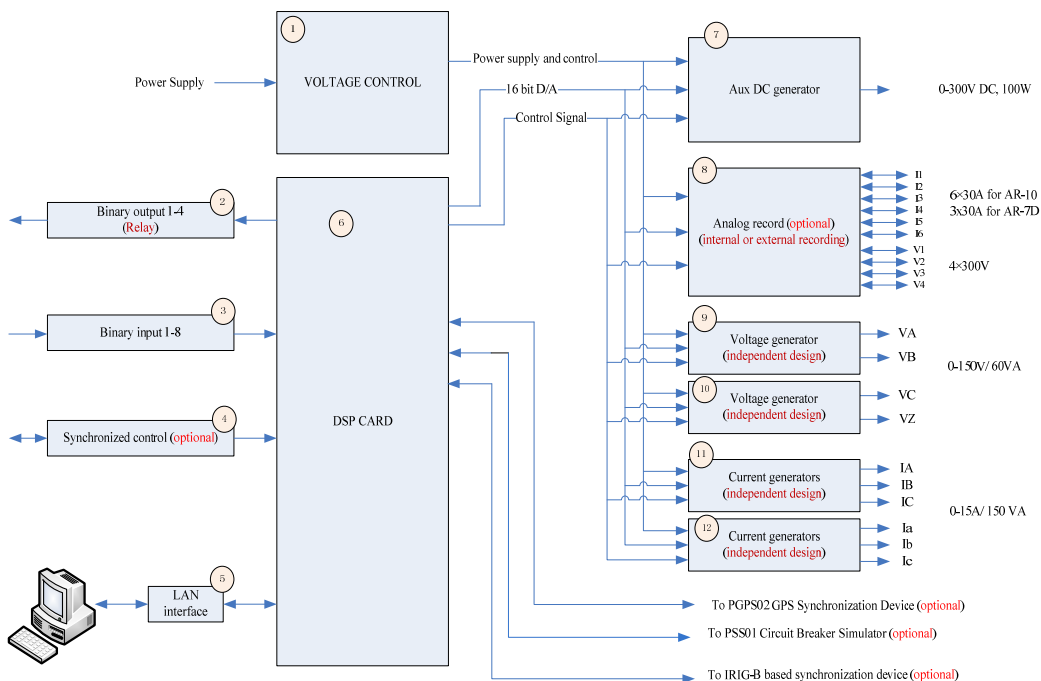 1
VOLTAGE CONTROL
Power Supply
Power supply and control
16 bit D/A
Control Signal
7
Aux DC generator
0-300V DC, 100W
2
Binary output 1-4
(Relay)
3
Binary input 1-8
4
Synchronized control (optional)
5
LAN
interface
6
DSP CARD
8
Analog record (optional)
(internal or external recording)
I1
I2
I3
I4
I5
I6
V1
V2
V3
V4
6×30A for AR-10
3x30A for AR-7D
4×300V
9
Voltage generator
(independent design)
VA
VB
0-150V/ 60VA
10
Voltage generator
(independent design)
VC
VZ
11
Current generators
(independent design)
IA
IB
IC
0-15A/ 150 VA
12
Current generators
(independent design)
Ia
Ib
Ic
To PGPS02 GPS Synchronization Device (optional)
To PSS01 Circuit Breaker Simulator (optional)
To IRIG-B based synchronization device (optional)